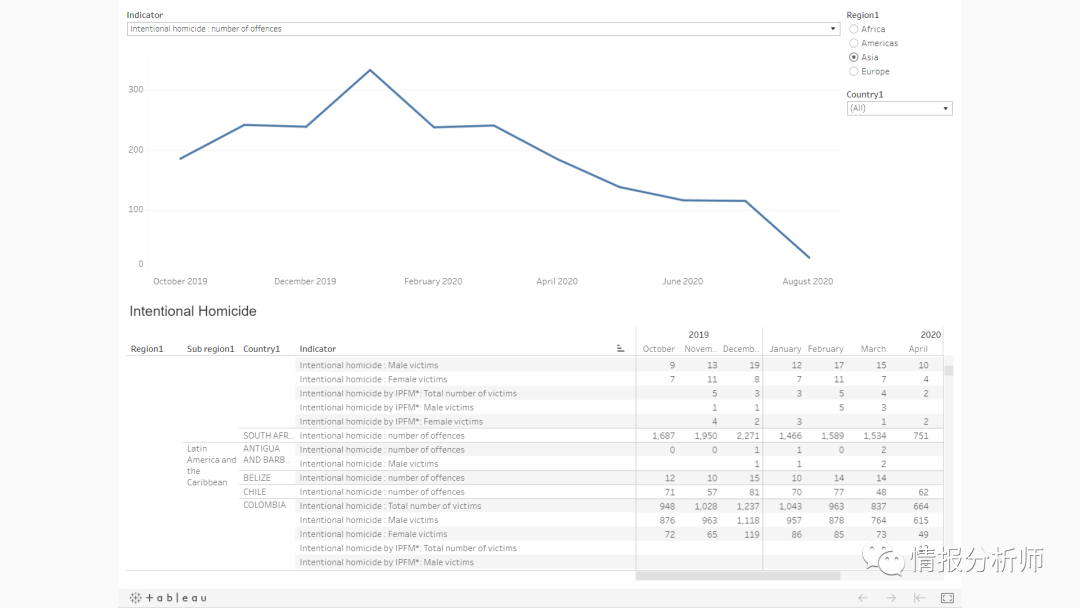 Indicator
Intentional homicide : number of offences
Region1
Africa
Americas
Asia
Europe
Country1
(All)
300
200
100
0
October 2019 December 2019 February 2020 April 2020 June 2020 August 2020
Intentional Homicide
2019 2020
Region1 Sub region1 Country1 Indicator October Novem.. Decemb.. January February March April
Intentional homicide : Male victims 9 13 19 12 17 15 10
Intentional homicide : Female victims 7 11 8 7 11 7 4
Intentional homicide by IPFM*: Total number of victims 5 3 3 5 4 2
Intentional homicide by IPFM*: Male victims 1 1 5 3
Intentional homicide by IPFM*: Female victims 4 2 3 1 2
SOUTH AFR.. Intentional homicide : number of offences 1,687 1,950 2,271 1,466 1,589 1,534 751
Latin America and the Caribbean ANTIGUA AND BARB.. Intentional homicide : number of offences 0 0 1 1 0 2
Intentional homicide : Male victims 1 1 2
BELIZE Intentional homicide : number of offences 12 10 15 10 14 14
CHILE Intentional homicide : number of offences 71 57 81 70 77 48 62
COLOMBIA Intentional homicide : Total number of victims 948 1,028 1,237 1,043 963 837 664
Intentional homicide : Male victims 876 963 1,118 957 878 764 615
Intentional homicide : Female victims 72 65 119 86 85 73 49
Intentional homicide by IPFM*: Total number of victims
Intentional homicide by IPFM*: Male victims
情报分析师
+ableau